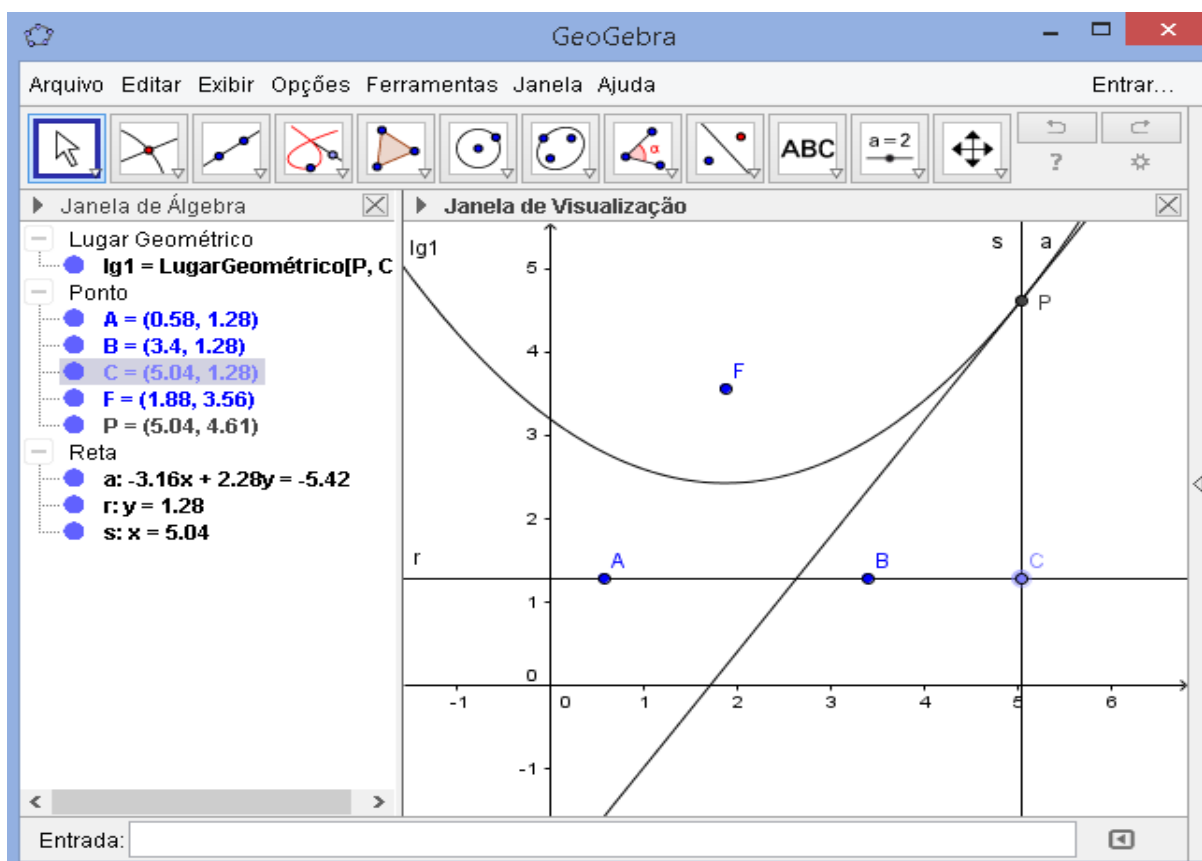 GeoGebra
Arquivo Editar Exibir Opções Ferramentas Janela Ajuda Entrar...
ABC
a = 2
α
?
Janela de Álgebra
Lugar Geométrico
lg1 = LugarGeométrico[P, C
Ponto
A = (0.58, 1.28)
B = (3.4, 1.28)
C = (5.04, 1.28)
F = (1.88, 3.56)
P = (5.04, 4.61)
Reta
a: -3.16x + 2.28y = -5.42
r: y = 1.28
s: x = 5.04
Janela de Visualização
lg1
s a
5
P
4
F
3
2
r
A B C
1
0
-1 0 1 2 3 4 5 6
-1
Entrada: